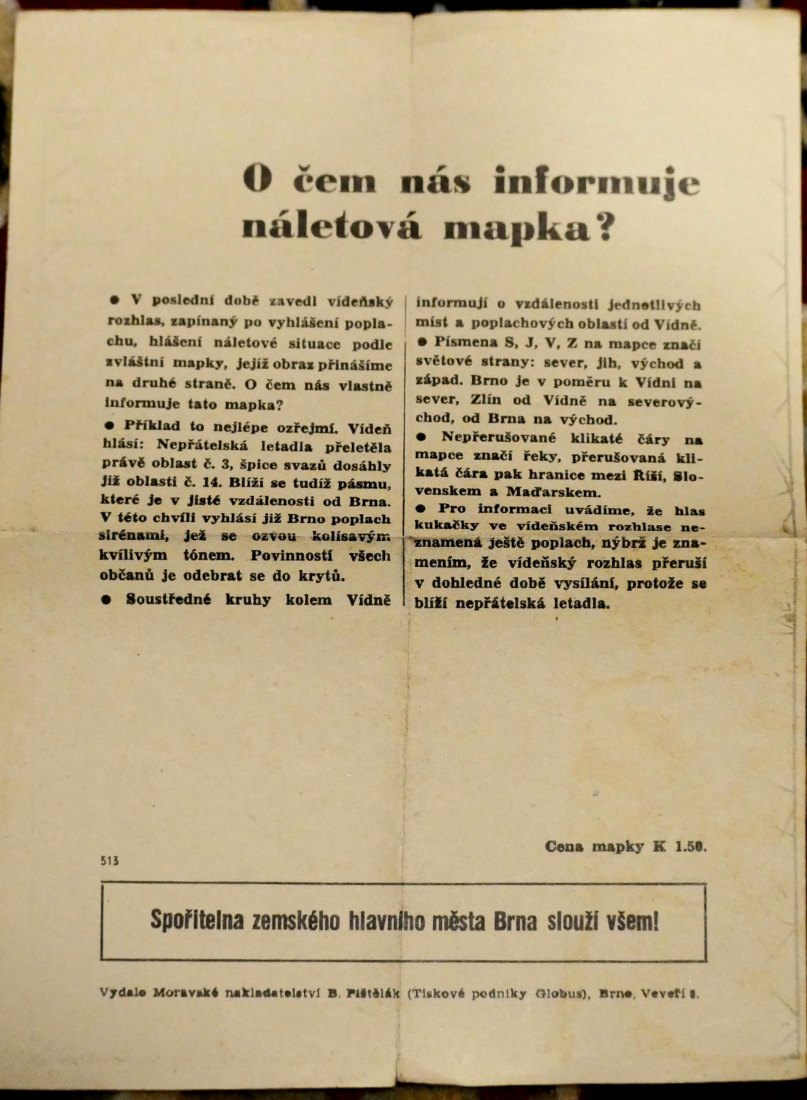 O čem nás informuje
náletová mapka?
● V poslední době zavedl vídeňský
rozhlas, zapínaný po vyhlášení popla-
chu, hlášení náletové situace podle
zvláštní mapky, jejíž obraz přinášíme
na druhé straně. O čem nás vlastně
informuje tato mapka?
● Příklad to nejlépe ozřejmí. Vídeň
hlásí: Nepřátelská letadla přeletěla
právě oblast č. 3, špice svazů dosáhly
již oblasti č. 14. Blíží se tudíž pásmu,
které je v jisté vzdálenosti od Brna.
V této chvíli vyhlásí již Brno poplach
sirénami, jež se ozvou kolísavým
kvílivým tónem. Povinností všech
občanů je odebrat se do krytů.
● Soustředné kruhy kolem Vídně
informují o vzdálenosti jednotlivých
míst a poplachových oblastí od Vídně.
● Písmena S, J, V, Z na mapce značí
světové strany: sever, jih, východ a
západ. Brno je v poměru k Vídni na
sever, Zlín od Vídně na severový-
chod, od Brna na východ.
● Nepřerušované klikaté čáry na
mapce značí řeky, přerušovaná kli-
katá čára pak hranice mezi Říší, Slo-
venskem a Maďarskem.
● Pro informaci uvádíme, že hlas
kukačky ve vídeňském rozhlase ne-
znamená ještě poplach, nýbrž je zna-
mením, že vídeňský rozhlas přeruší
v dohledné době vysílání, protože se
blíží nepřátelská letadla.
Cena mapky K 1.50.
513
Spořitelna zemského hlavního města Brna slouží všem!
Vydalo Moravské nakladatelství B. Pištělák (Tiskové podniky Globus), Brno, Veveří